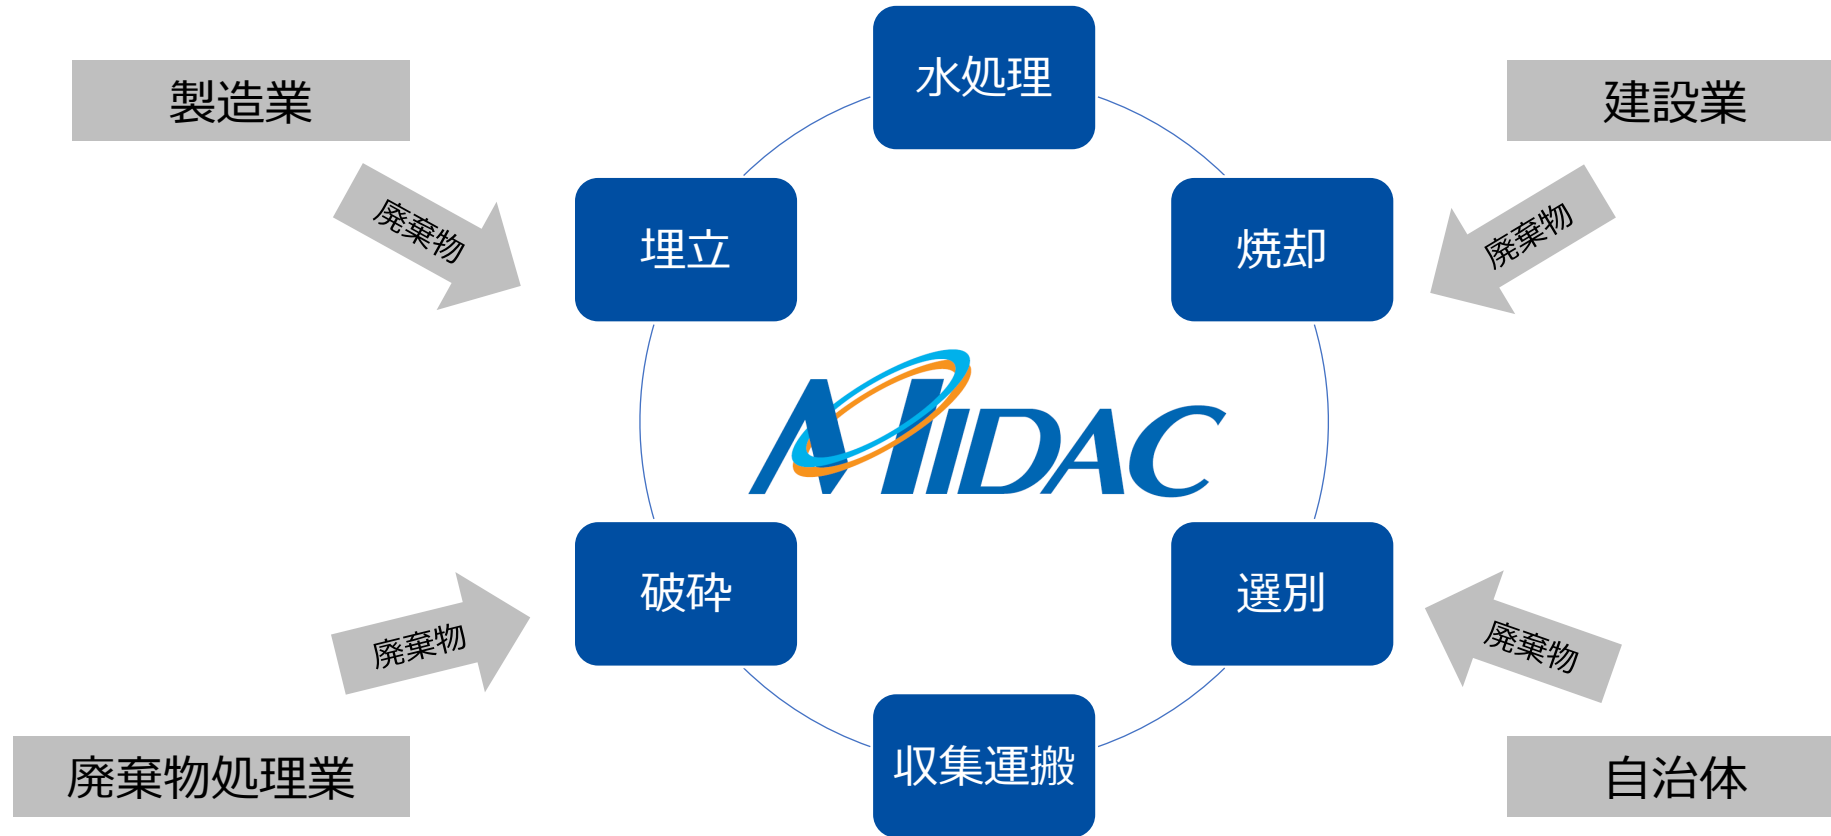 水処理
製造業
建設業
廃棄物
埋立
焼却
廃棄物
MIDAC
破砕
選別
廃棄物
廃棄物
収集運搬
廃棄物処理業
自治体